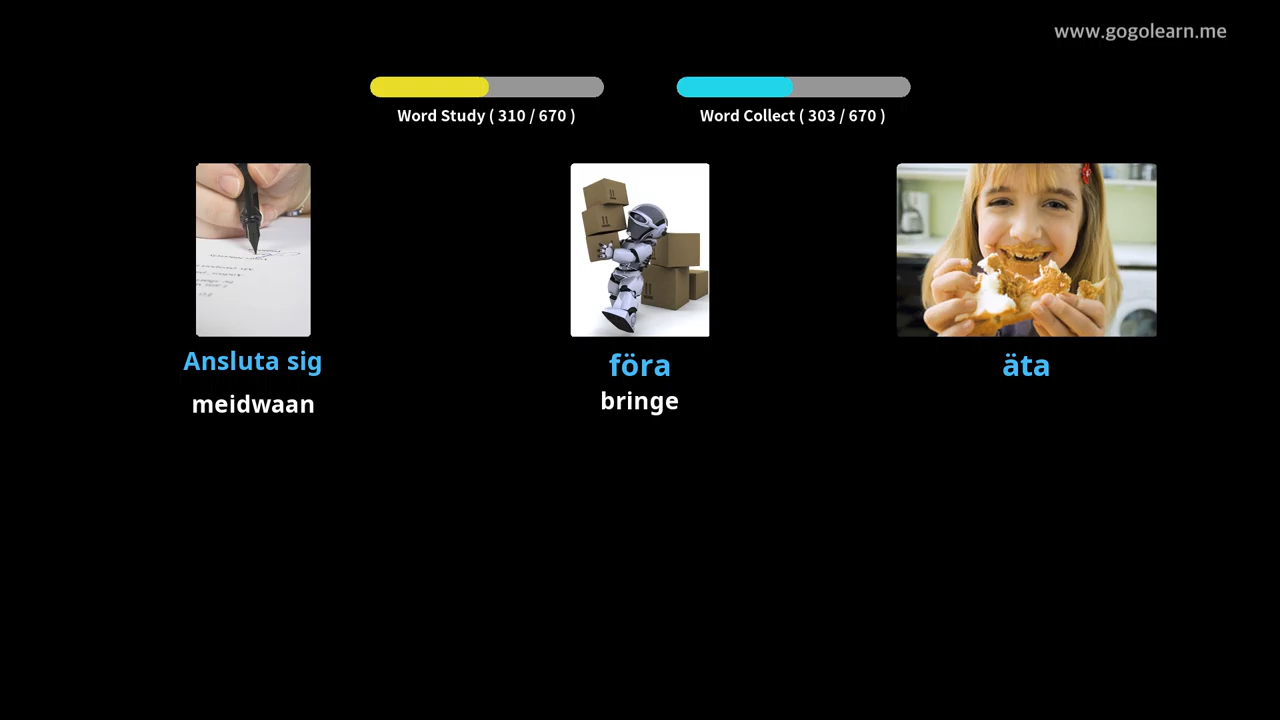 www.gogolearn.me
Word Study ( 310 / 670 )
Word Collect ( 303 / 670 )
Ansluta sig
meidwaan
föra
bringe
äta